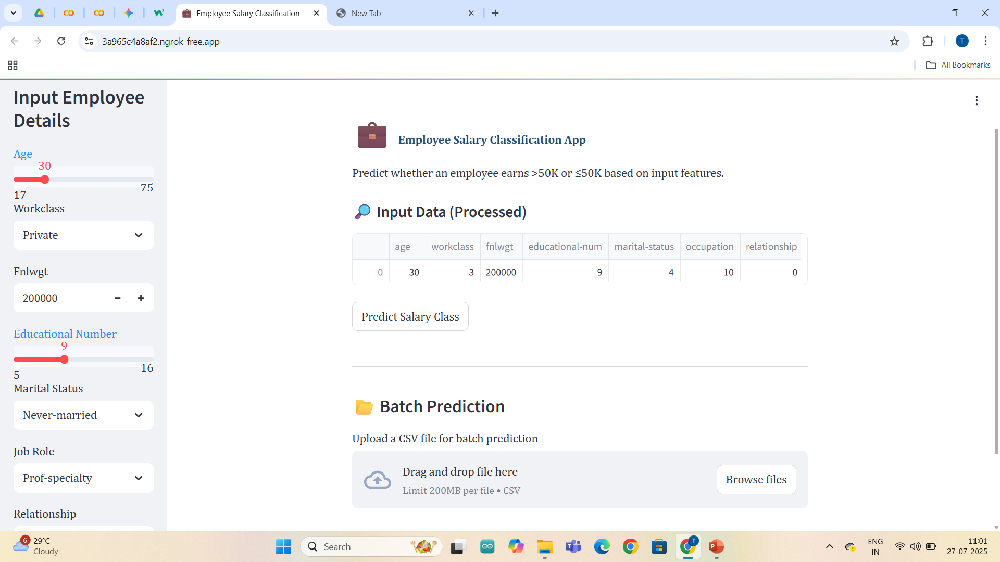 Employee Salary Classification
New Tab
3a965c4a8af2.ngrok-free.app
T
All Bookmarks
Input Employee
Details
Age
30
75
17
Workclass
Private
Fnlwgt
200000
Educational Number
9
16
5
Marital Status
Never-married
Job Role
Prof-specialty
Relationship
Employee Salary Classification App
Predict whether an employee earns >50K or ≤50K based on input features.
Input Data (Processed)
age workclass fnlwgt educational-num marital-status occupation relationship
0 30 3 200000 9 4 10 0
Predict Salary Class
Batch Prediction
Upload a CSV file for batch prediction
Drag and drop file here
Limit 200MB per file • CSV
Browse files
6
29°C
Cloudy
Search
T
ENG
IN
11:01
27-07-2025